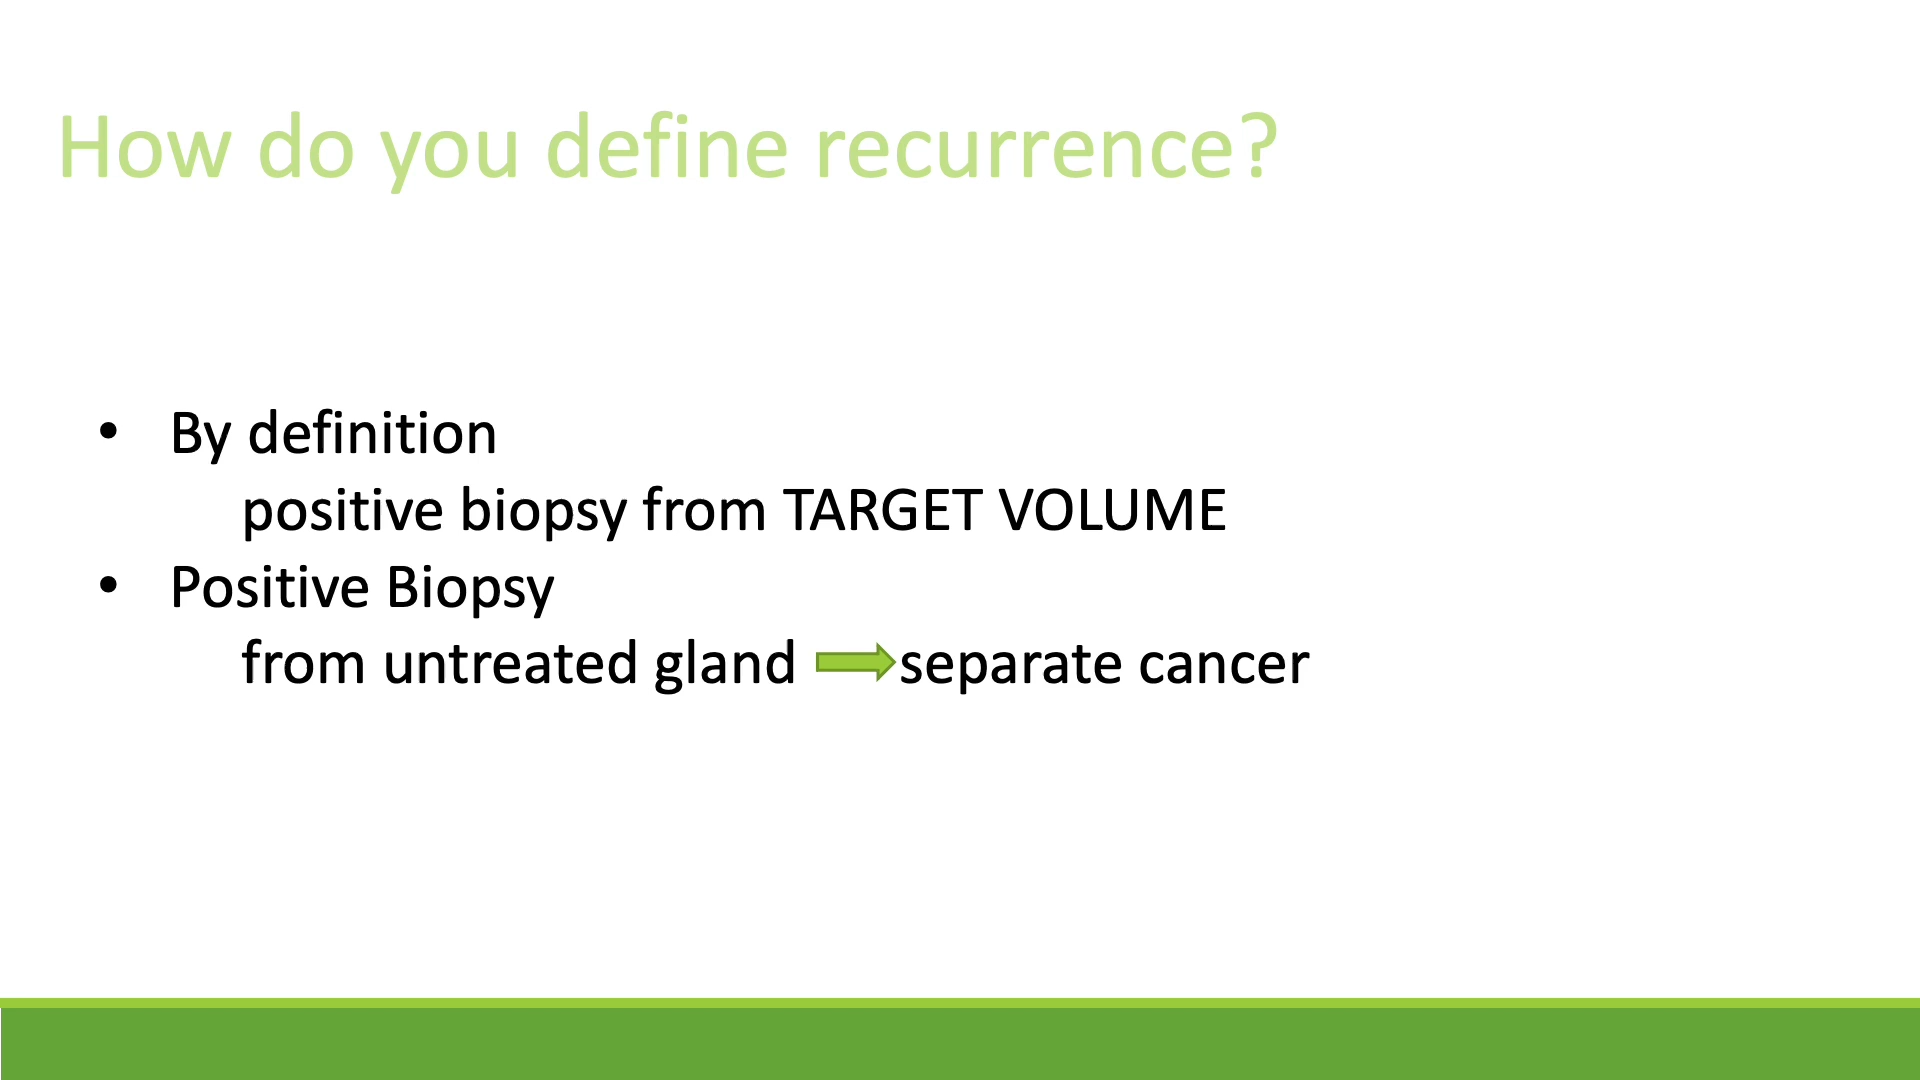 How do you define recurrence?
• By definition
positive biopsy from TARGET VOLUME
• Positive Biopsy
from untreated gland separate cancer